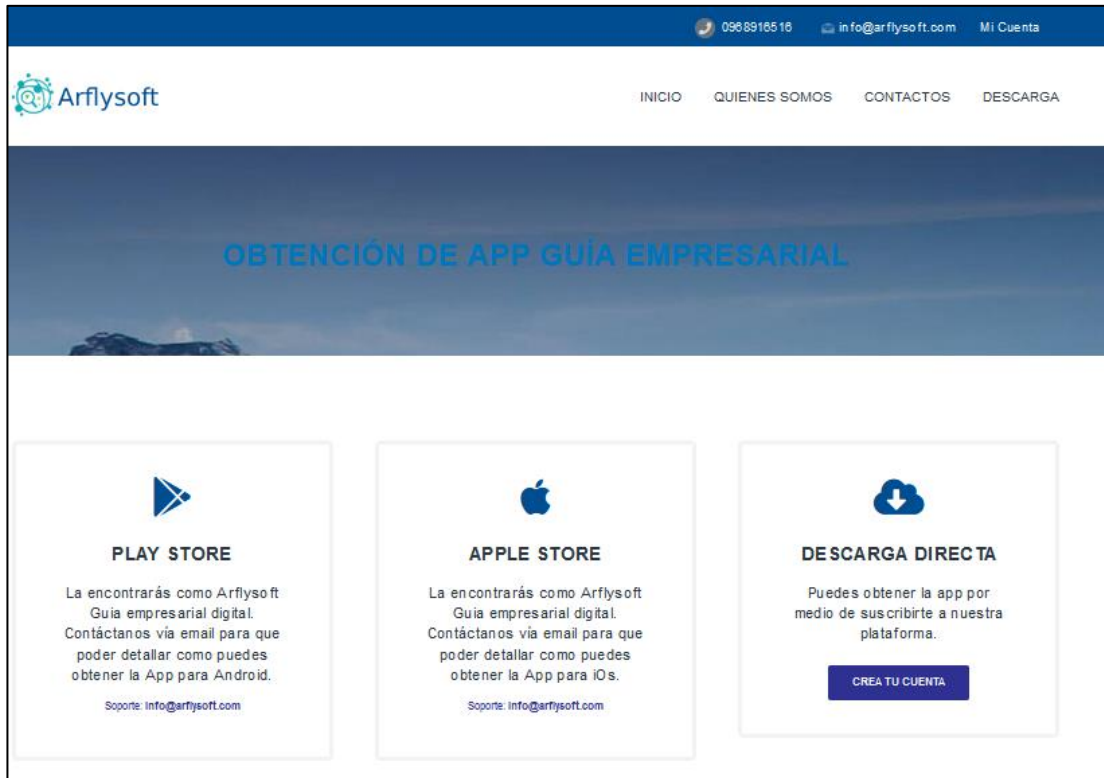 0968916516 info@arflysoft.com Mi Cuenta
Arflysoft
INICIO QUIENES SOMOS CONTACTOS DESCARGA
OBTENCIÓN DE APP GUÍA EMPRESARIAL
PLAY STORE
La encontrarás como Arflysoft
Guia empresarial digital.
Contáctanos vía email para que
poder detallar como puedes
obtener la App para Android.
Soporte: info@arflysoft.com
APPLE STORE
La encontrarás como Arflysoft
Guia empresarial digital.
Contáctanos vía email para que
poder detallar como puedes
obtener la App para iOs.
Soporte: info@arflysoft.com
DESCARGA DIRECTA
Puedes obtener la app por
medio de suscribirte a nuestra
plataforma.
CREA TU CUENTA